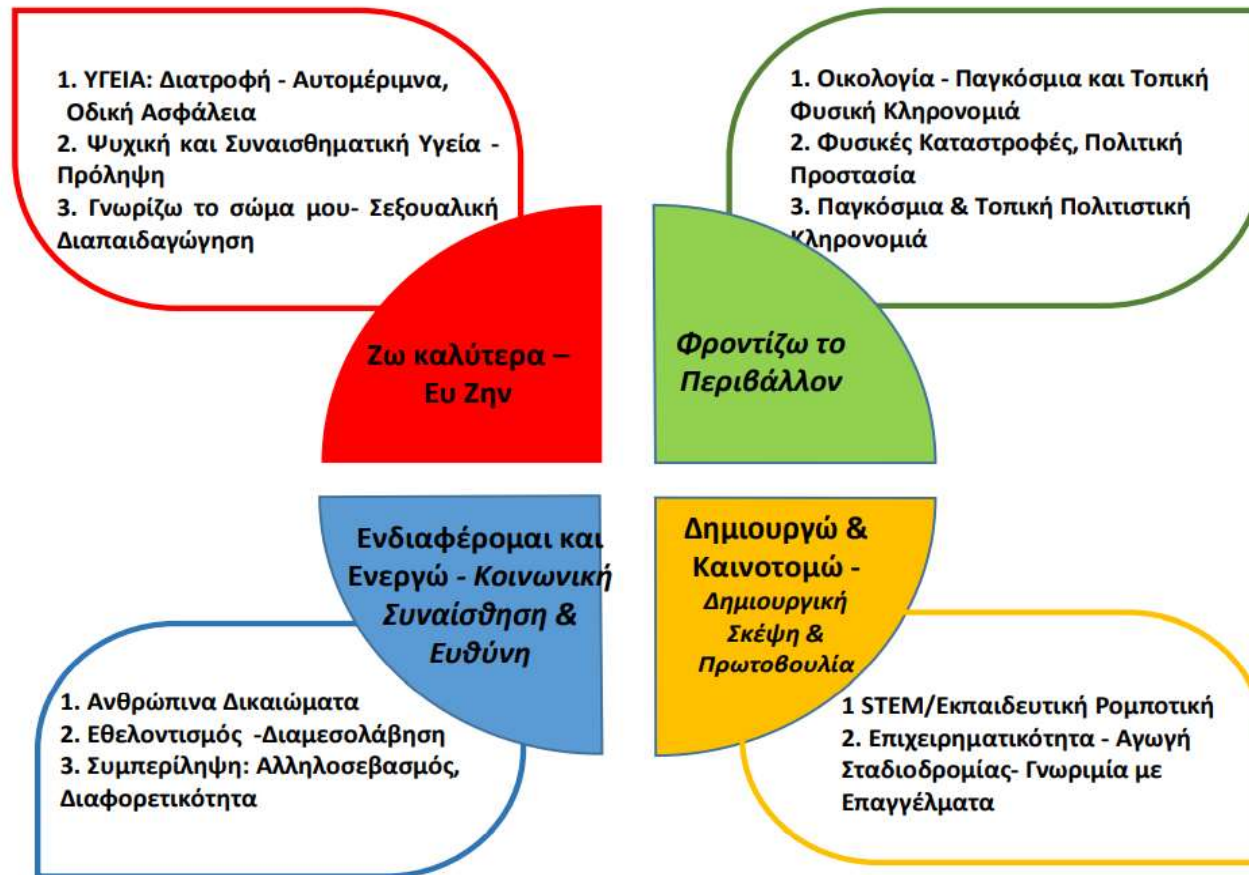 1. ΥΓΕΙΑ: Διατροφή - Αυτομέριμνα,
Οδική Ασφάλεια
2. Ψυχική και Συναισθηματική Υγεία -
Πρόληψη
3. Γνωρίζω το σώμα μου- Σεξουαλική
Διαπαιδαγώγηση
1. Οικολογία - Παγκόσμια και Τοπική
Φυσική Κληρονομιά
2. Φυσικές Καταστροφές, Πολιτική
Προστασία
3. Παγκόσμια & Τοπική Πολιτιστική
Κληρονομιά
Ζω καλύτερα –
Ευ Ζην
Φροντίζω το
Περιβάλλον
Ενδιαφέρομαι και
Ενεργώ - Κοινωνική
Συναίσθηση &
Ευθύνη
Δημιουργώ &
Καινοτομώ -
Δημιουργική
Σκέψη &
Πρωτοβουλία
1. Ανθρώπινα Δικαιώματα
2. Εθελοντισμός -Διαμεσολάβηση
3. Συμπερίληψη: Αλληλοσεβασμός,
Διαφορετικότητα
1 STEM/Εκπαιδευτική Ρομποτική
2. Επιχειρηματικότητα - Αγωγή
Σταδιοδρομίας- Γνωριμία με
Επαγγέλματα